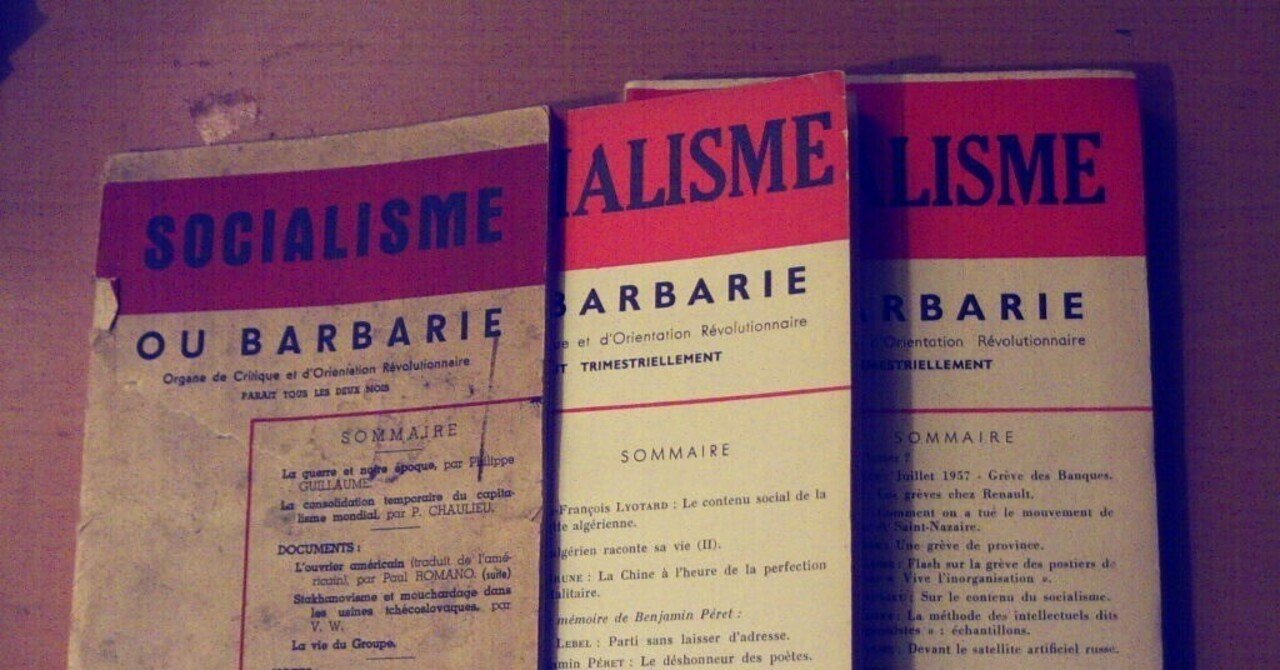 SOCIALISME
OU BARBARIE
Organe de Critique et d'Orientation Révolutionnaire
PARAIT TOUS LES DEUX MOIS
SOMMAIRE
La guerre et notre époque, par Philippe
GUILLAUME.
La consolidation temporaire du capita-
lisme mondial, par P. CHAULIEU.
DOCUMENTS :
L'ouvrier américain (traduit de l'amé-
ricain), par Paul ROMANO. (suite)
Stakhanovisme et mouchardage dans
les usines tchécoslovaques, par
V. W.
La vie du Groupe.
IALISME
BARBARIE
et d'Orientation Révolutionnaire
TRIMESTRIELLEMENT
SOMMAIRE
-François LYOTARD : Le contenu social de la
algérienne.
algérien raconte sa vie (II).
La Chine à l'heure de la perfection
mémoire de Benjamin Péret :
LEBEL : Parti sans laisser d'adresse.
PÉRET : Le déshonneur des poètes.
ALISME
RBARIE
d'Orientation Révolutionnaire
SOMMAIRE
Juillet 1957 - Grève des Banques.
Les grèves chez Renault.
Comment on a tué le mouvement de
Saint-Nazaire.
Une grève de province.
Flash sur la grève des postiers de
« Vive l'inorganisation ».
Sur le contenu du socialisme.
La méthode des intellectuels dits
« : échantillons.
Devant le satellite artificiel russe.